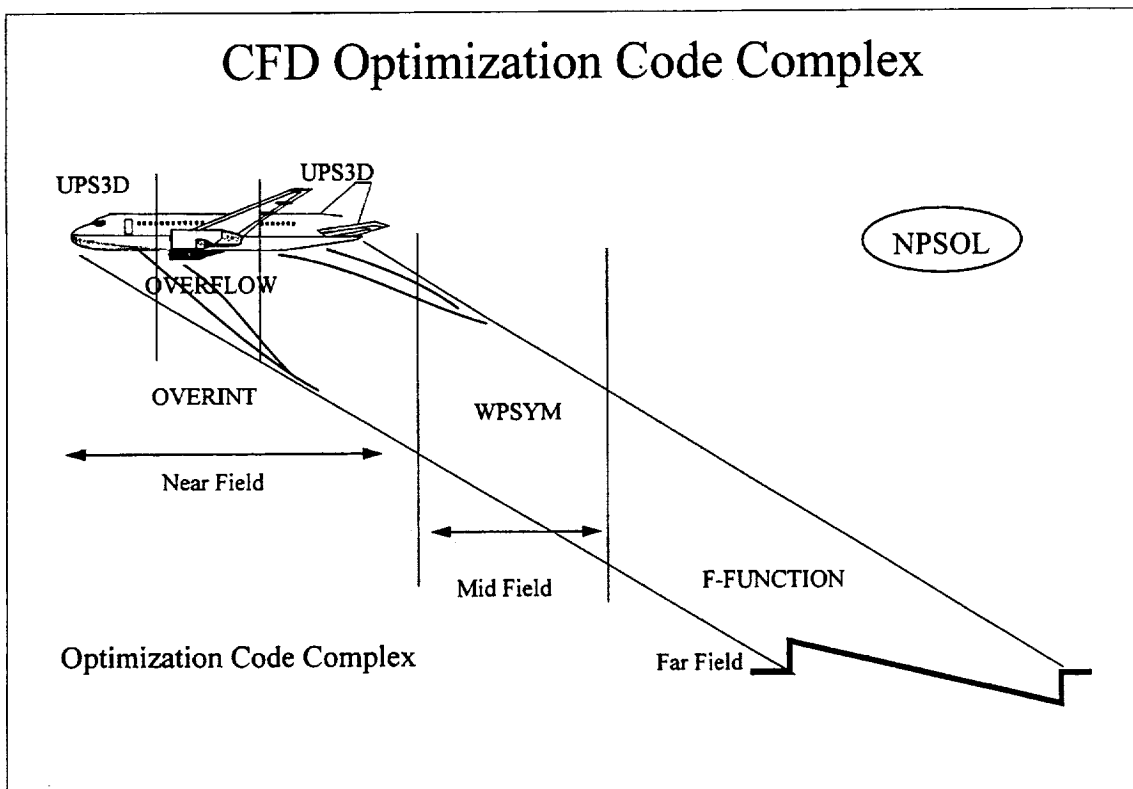 CFD Optimization Code Complex
UPS3D
UPS3D
NPSOL
OVERFLOW
OVERINT
WPSYM
Near Field
Mid Field
F-FUNCTION
Optimization Code Complex
Far Field